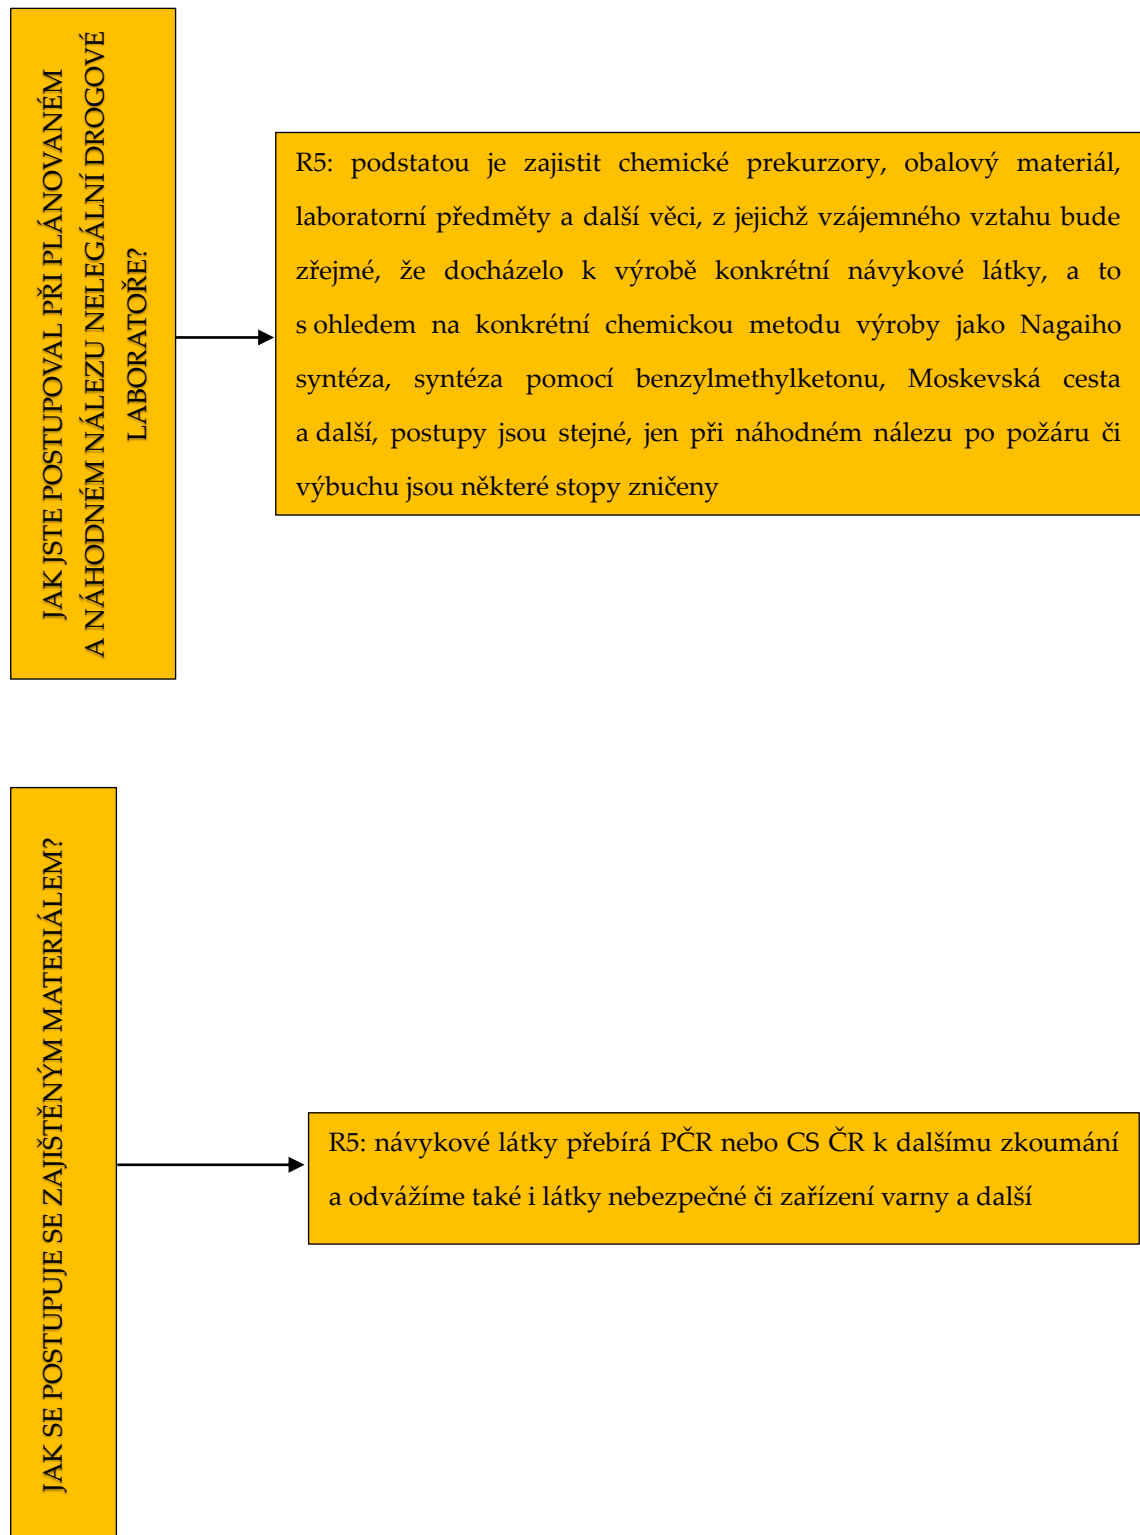 JAK JSTE POSTUPOVAL PŘI PLÁNOVANÉM
A NÁHODNÉM NÁLEZU NELEGÁLNÍ DROGOVÉ
LABORATOŘE?
R5: podstatou je zajistit chemické prekurzory, obalový materiál,
laboratorní předměty a další věci, z jejichž vzájemného vztahu bude
zřejmé, že docházelo k výrobě konkrétní návykové látky, a to
s ohledem na konkrétní chemickou metodu výroby jako Nagaiho
syntéza, syntéza pomocí benzylmethylketonu, Moskevská cesta
a další, postupy jsou stejné, jen při náhodném nálezu po požáru či
výbuchu jsou některé stopy zničeny
JAK SE POSTUPUJE SE ZAJIŠTĚNÝM MATERIÁLEM?
R5: návykové látky přebírá PČR nebo CS ČR k dalšímu zkoumání
a odvážíme také i látky nebezpečné či zařízení varny a další